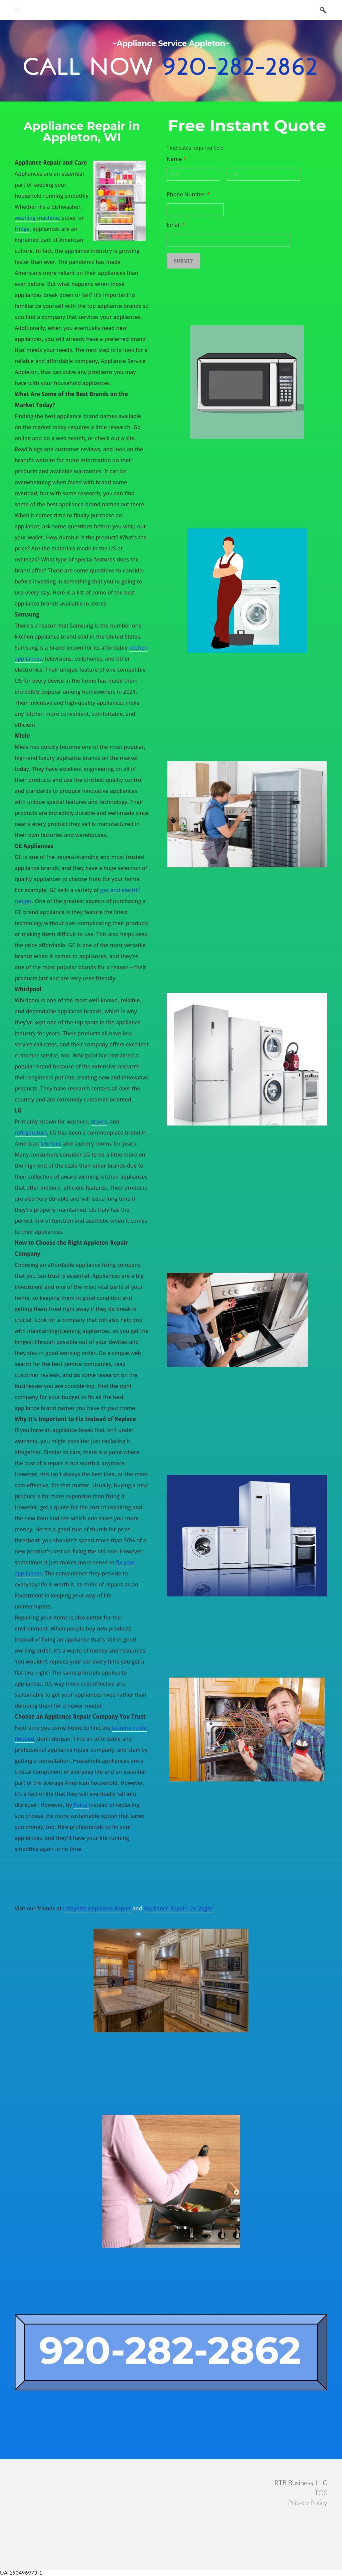 ~Appliance Service Appleton~
CALL NOW 920-282-2862
Appliance Repair in
Appleton, WI
Appliance Repair and Care
Appliances are an essential
part of keeping your
household running smoothly.
Whether it's a dishwasher,
washing machine, stove, or
fridge, appliances are an
ingrained part of American
culture. In fact, the appliance industry is growing
faster than ever. The pandemic has made
Americans more reliant on their appliances than
ever before. But what happens when those
appliances break down or fail? It's important to
familiarize yourself with the top appliance brands so
you find a company that services your appliances.
Additionally, when you eventually need new
appliances, you will already have a preferred brand
that meets your needs. The next step is to look for a
reliable and affordable company, Appliance Service
Appleton, that can solve any problems you may
have with your household appliances.
What Are Some of the Best Brands on the
Market Today?
Finding the best appliance brand names available
on the market today requires a little research. Go
online and do a web search, or check out a site.
Read blogs and customer reviews, and look on the
brand's website for more information on their
products and available warranties. It can be
overwhelming when faced with brand name
overload, but with some research, you can find
some of the best appliance brand names out there.
When it comes time to finally purchase an
appliance, ask some questions before you whip out
your wallet. How durable is the product? What's the
price? Are the materials made in the US or
overseas? What type of special features does the
brand offer? Those are some questions to consider
before investing in something that you're going to
use every day. Here is a list of some of the best
appliance brands available in stores.
Samsung
There's a reason that Samsung is the number one
kitchen appliance brand sold in the United States.
Samsung is a brand known for its affordable kitchen
appliances, televisions, cellphones, and other
electronics. Their unique feature of one compatible
OS for every device in the home has made them
incredibly popular among homeowners in 2021.
Their inventive and high-quality appliances make
any kitchen more convenient, comfortable, and
efficient.
Miele
Miele has quickly become one of the most popular,
high-end luxury appliance brands on the market
today. They have excellent engineering on all of
their products and use the strictest quality control
and standards to produce innovative appliances
with unique special features and technology. Their
products are incredibly durable and well-made since
nearly every product they sell is manufactured in
their own factories and warehouses.
GE Appliances
GE is one of the longest-standing and most trusted
appliance brands, and they have a huge selection of
quality appliances to choose from for your home.
For example, GE sells a variety of gas and electric
ranges. One of the greatest aspects of purchasing a
GE brand appliance is they feature the latest
technology without over-complicating their products
or making them difficult to use. This also helps keep
the price affordable. GE is one of the most versatile
brands when it comes to appliances, and they're
one of the most popular brands for a reason—their
products last and are very user-friendly.
Whirlpool
Whirlpool is one of the most well-known, reliable,
and dependable appliance brands, which is why
they've kept one of the top spots in the appliance
industry for years. Their products all have low
service call rates, and their company offers excellent
customer service, too. Whirlpool has remained a
popular brand because of the extensive research
their engineers put into creating new and innovative
products. They have research centers all over the
country and are extremely customer-oriented.
LG
Primarily known for washers, dryers, and
refrigerators, LG has been a commonplace brand in
American kitchens and laundry rooms for years.
Many consumers consider LG to be a little more on
the high end of the scale than other brands due to
their collection of award-winning kitchen appliances
that offer modern, efficient features. Their products
are also very durable and will last a long time if
they're properly maintained. LG truly has the
perfect mix of function and aesthetic when it comes
to their appliances.
How to Choose the Right Appleton Repair
Company
Choosing an affordable appliance fixing company
that you can trust is essential. Appliances are a big
investment and one of the most vital parts of your
home, so keeping them in good condition and
getting them fixed right away if they do break is
crucial. Look for a company that will also help you
with maintaining/cleaning appliances, so you get the
longest lifespan possible out of your devices and
they stay in good working order. Do a simple web
search for the best service companies, read
customer reviews, and do some research on the
businesses you are considering. Find the right
company for your budget to fix all the best
appliance brand names you have in your home.
Why It's Important to Fix Instead of Replace
If you have an appliance break that isn't under
warranty, you might consider just replacing it
altogether. Similar to cars, there is a point where
the cost of a repair is not worth it anymore.
However, this isn't always the best idea, or the most
cost-effective, for that matter. Usually, buying a new
product is far more expensive than fixing it.
However, get a quote for the cost of repairing and
the new item and see which one saves you more
money. Here's a good rule of thumb for price
threshold: you shouldn't spend more than 50% of a
new product's cost on fixing the old one. However,
sometimes it just makes more sense to fix your
appliances. The convenience they provide to
everyday life is worth it, so think of repairs as an
investment in keeping your way of life
uninterrupted.
Repairing your items is also better for the
environment. When people buy new products
instead of fixing an appliance that's still in good
working order, it's a waste of money and resources.
You wouldn't replace your car every time you get a
flat tire, right? The same principle applies to
appliances. It's way more cost-effective and
sustainable to get your appliances fixed rather than
dumping them for a newer model.
Choose an Appliance Repair Company You Trust
Next time you come home to find the laundry room
flooded, don't despair. Find an affordable and
professional appliance repair company, and start by
getting a consultation. Household appliances are a
critical component of everyday life and an essential
part of the average American household. However,
it's a fact of life that they will eventually fall into
disrepair. However, by fixing instead of replacing,
you choose the more sustainable option that saves
you money, too. Hire professionals to fix your
appliances, and they'll have your life running
smoothly again in no time.
Free Instant Quote
* Indicates required field
Name *
Phone Number *
Email *
SUBMIT
Visit our friends at Lafayette Appliance Repair and Appliance Repair Las Vegas
920-282-2862
RTB Business, LLC
TOS
Privacy Policy
UA-190496973-1